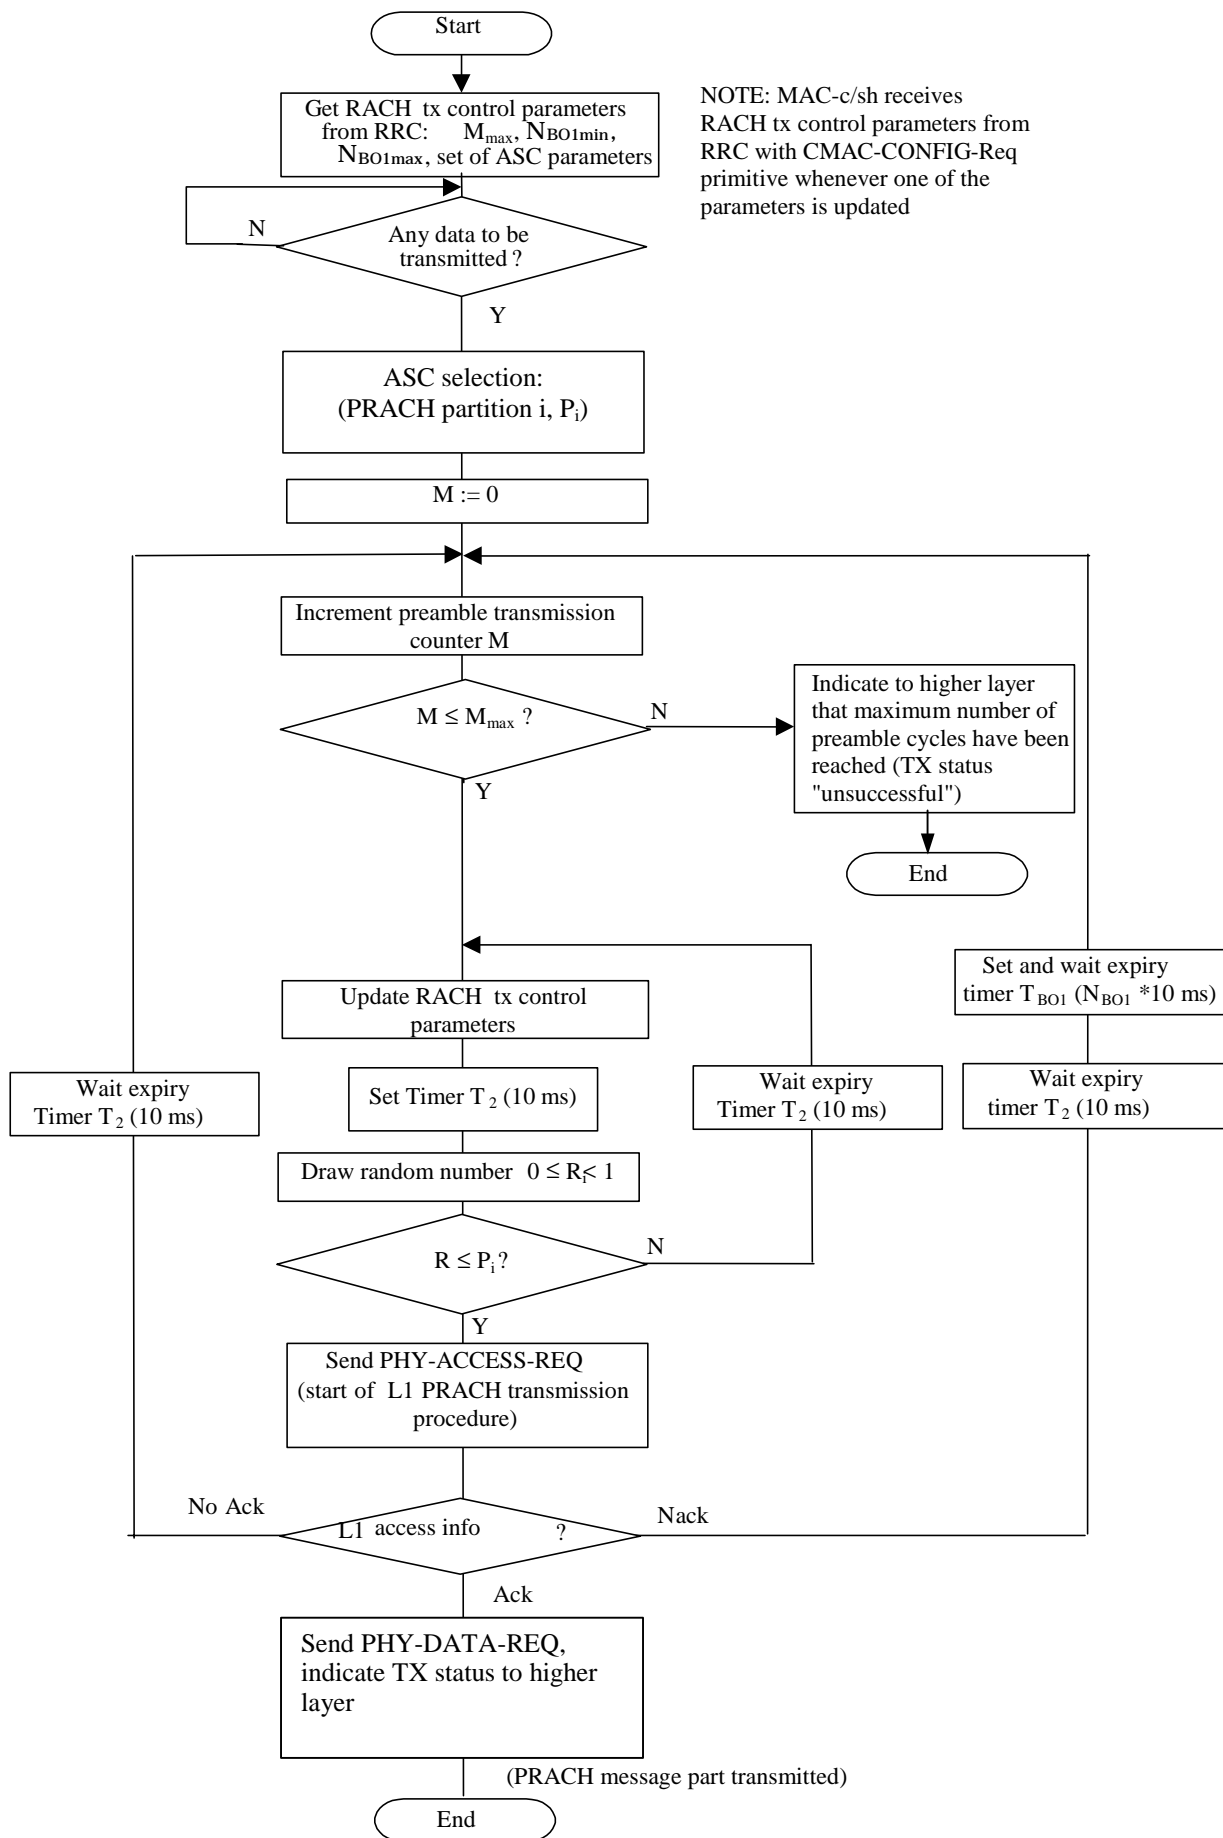 Start
Get RACH tx control parameters
from RRC: Mmax, NBO1min,
NBO1max, set of ASC parameters
NOTE: MAC-c/sh receives
RACH tx control parameters from
RRC with CMAC-CONFIG-Req
primitive whenever one of the
parameters is updated
N
Any data to be
transmitted ?
Y
ASC selection:
(PRACH partition i, Pi)
M := 0
Increment preamble transmission
counter M
M ≤ Mmax ?
N
Indicate to higher layer
that maximum number of
preamble cycles have been
reached (TX status
"unsuccessful")
Y
End
Update RACH tx control
parameters
Set and wait expiry
timer TBO1 (NBO1 *10 ms)
Wait expiry
Timer T2 (10 ms)
Set Timer T2 (10 ms)
Wait expiry
Timer T2 (10 ms)
Wait expiry
timer T2 (10 ms)
Draw random number 0 ≤ Ri< 1
R ≤ Pi ?
N
Y
Send PHY-ACCESS-REQ
(start of L1 PRACH transmission
procedure)
No Ack
L1 access info ?
Nack
Ack
Send PHY-DATA-REQ,
indicate TX status to higher
layer
(PRACH message part transmitted)
End